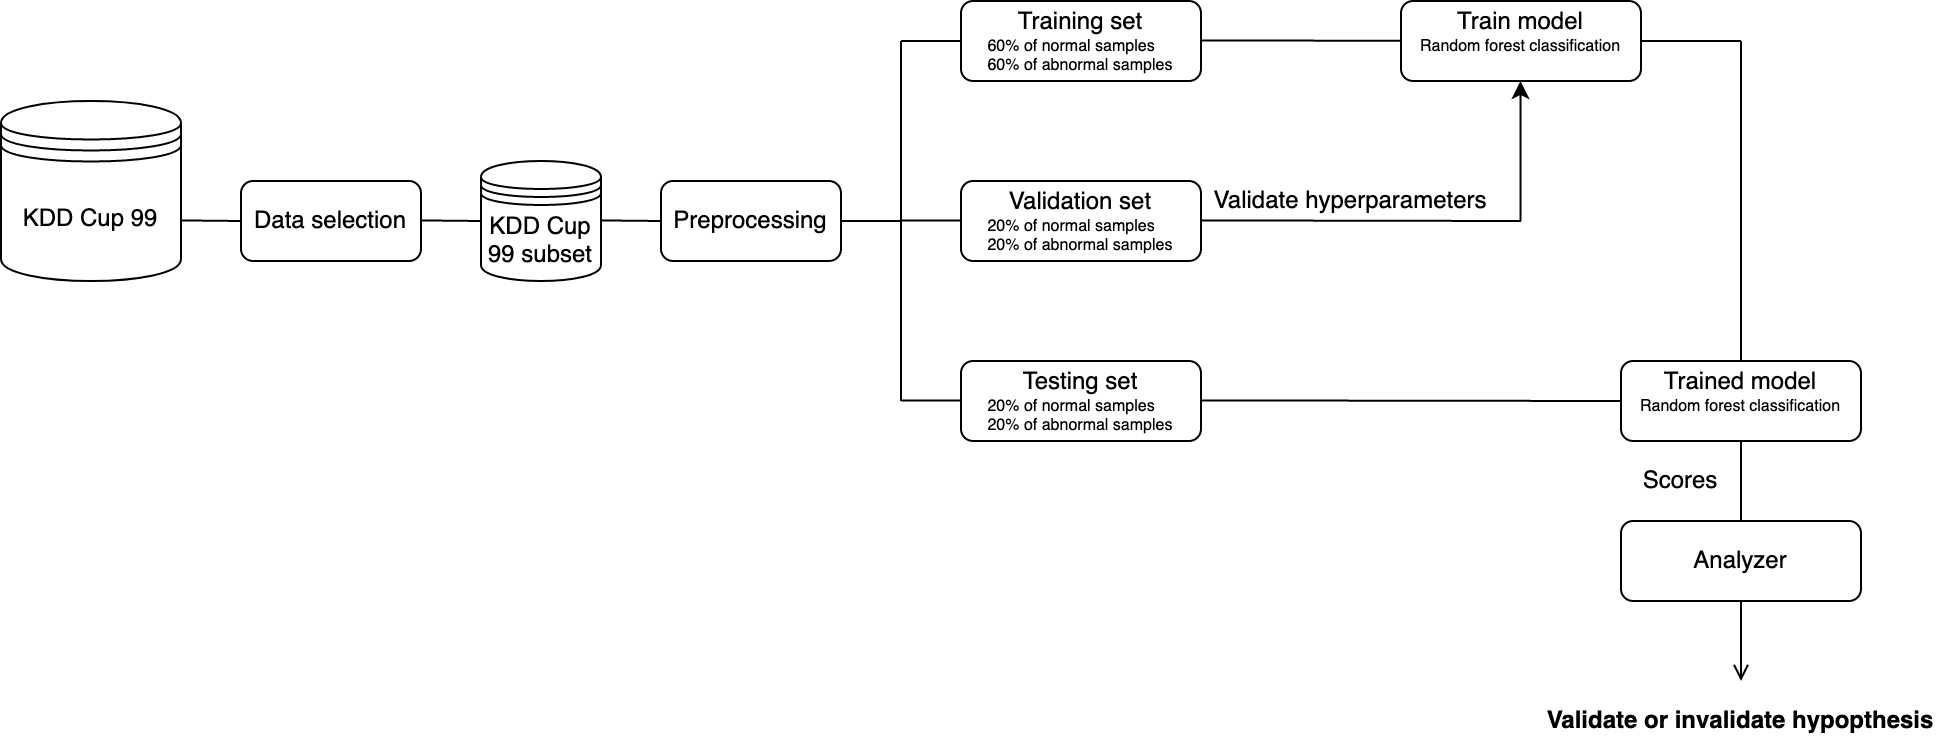 KDD Cup 99
Data selection
KDD Cup
99 subset
Preprocessing
Training set
60% of normal samples
60% of abnormal samples
Train model
Random forest classification
Validation set
20% of normal samples
20% of abnormal samples
Validate hyperparameters
Testing set
20% of normal samples
20% of abnormal samples
Trained model
Random forest classification
Scores
Analyzer
Validate or invalidate hypopthesis